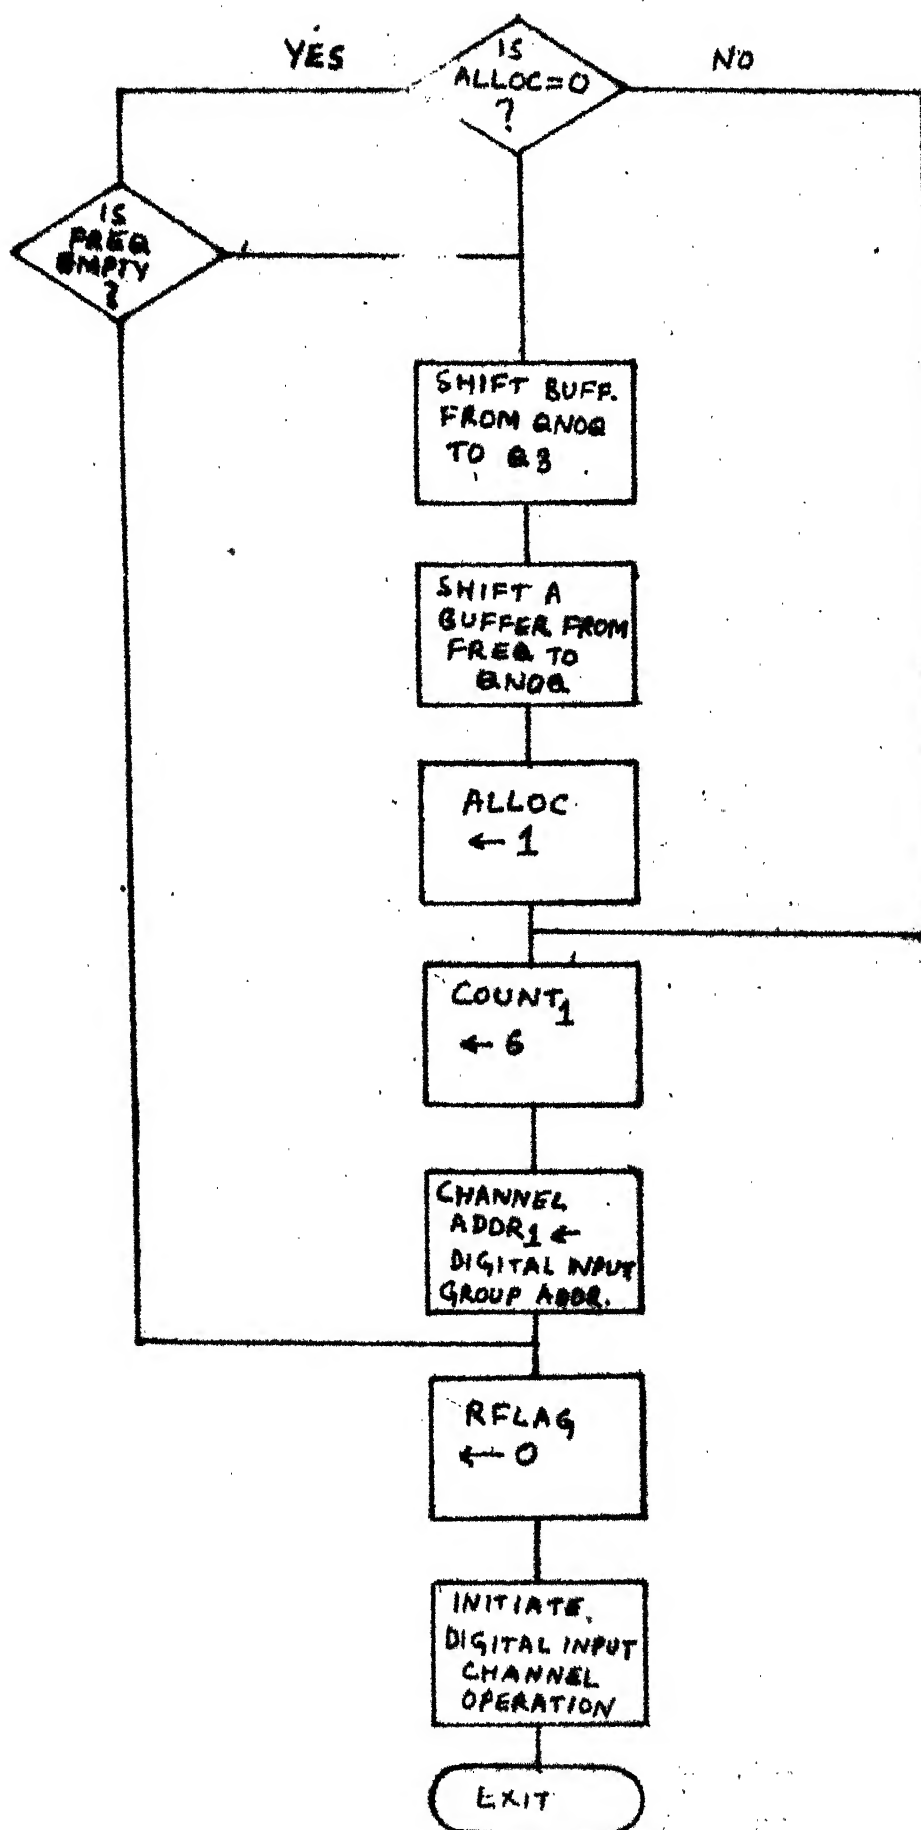 YES
IS
ALLOC=0
?
NO
IS
FREQ
EMPTY
?
SHIFT BUFF.
FROM QNOQ
TO Q3
SHIFT A
BUFFER FROM
FREQ TO
QNOQ
ALLOC
← 1
COUNT1
← 6
CHANNEL
ADDR1 ←
DIGITAL INPUT
GROUP ADDR.
RFLAG
← 0
INITIATE.
DIGITAL INPUT
CHANNEL
OPERATION
EXIT